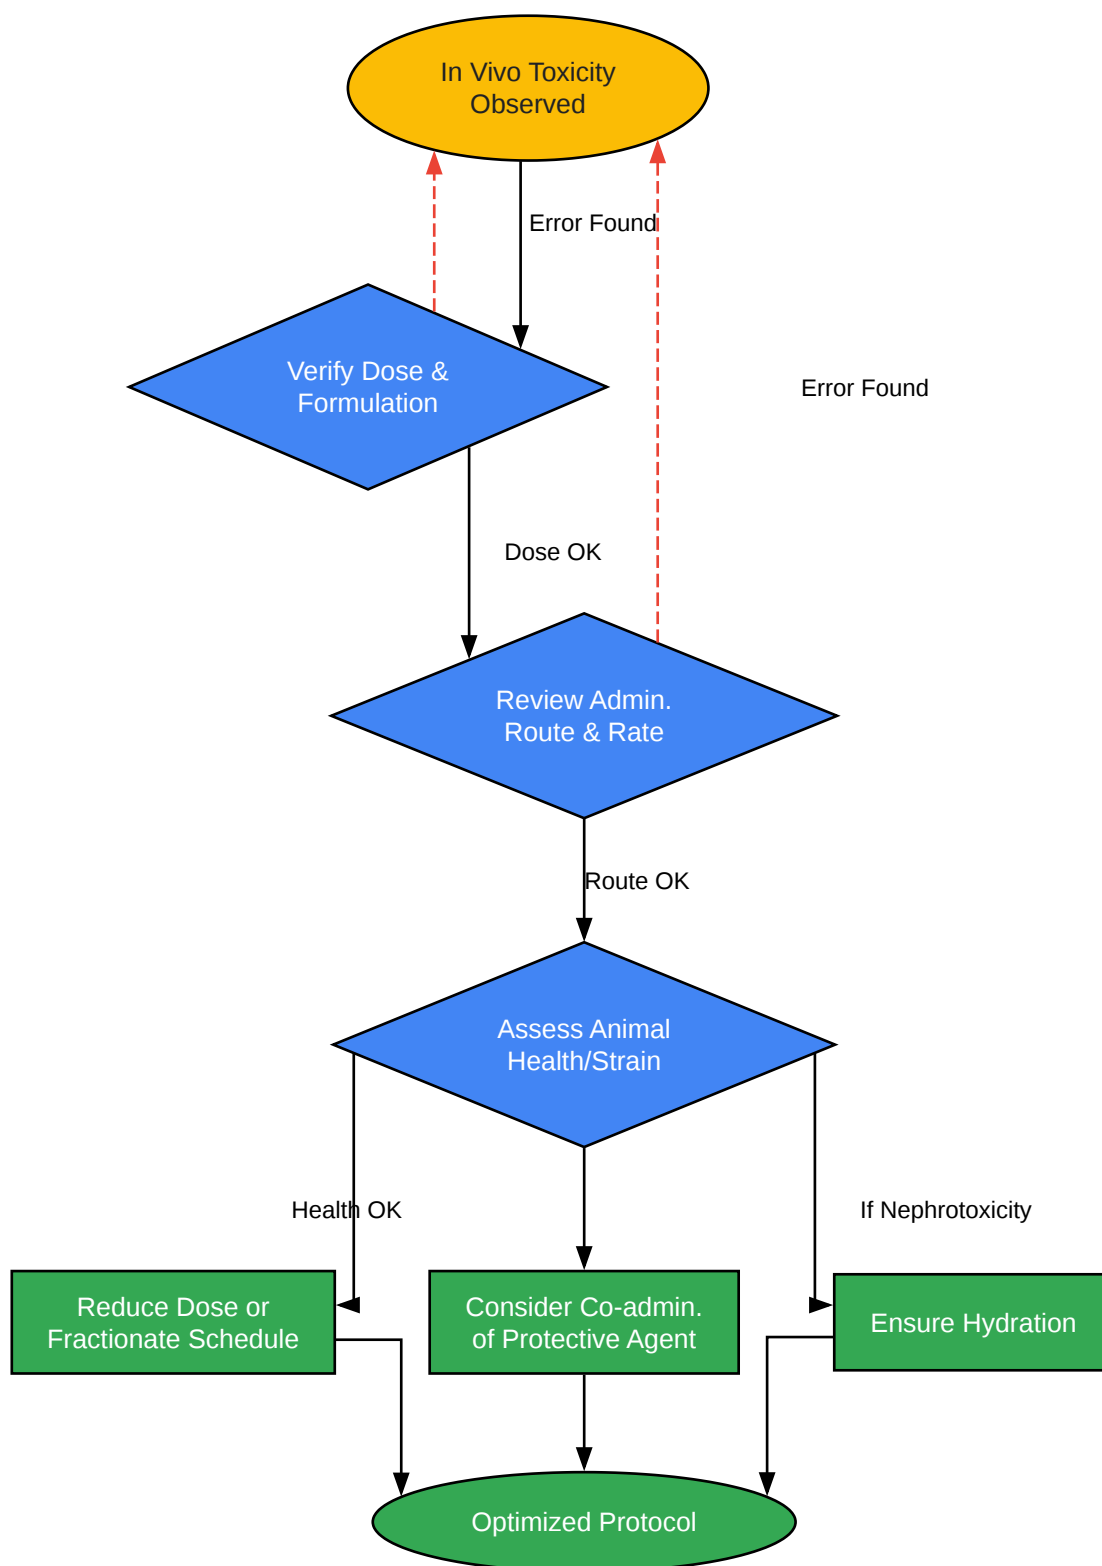 In Vivo Toxicity
Observed
Error Found
Verify Dose &
Formulation
Error Found
Dose OK
Review Admin.
Route & Rate
Route OK
Assess Animal
Health/Strain
Health OK
If Nephrotoxicity
Reduce Dose or
Fractionate Schedule
Consider Co-admin.
of Protective Agent
Ensure Hydration
Optimized Protocol